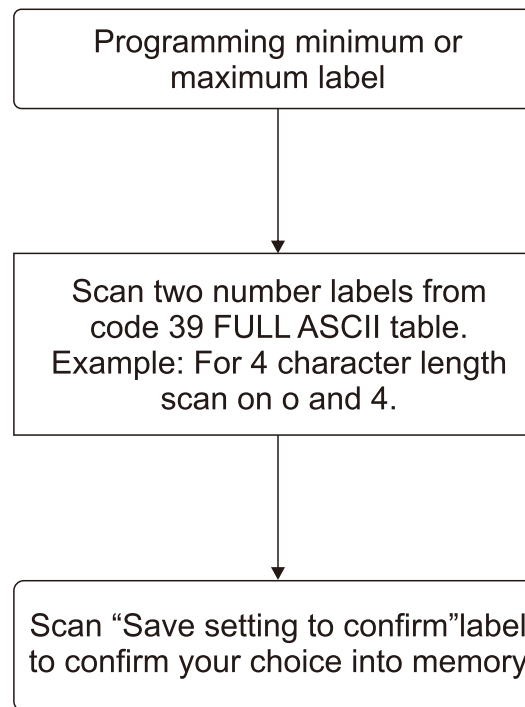 Programming minimum or
maximum label
Scan two number labels from
code 39 FULL ASCII table.
Example: For 4 character length
scan on o and 4.
Scan “Save setting to confirm”label
to confirm your choice into memory